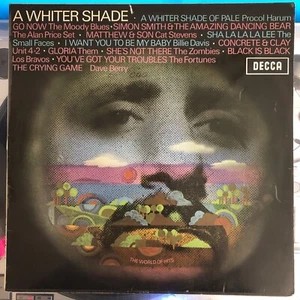 A WHITER SHADE • A WHITER SHADE OF PALE Procol Harum
GO NOW The Moody Blues • SIMON SMITH & THE AMAZING DANCING BEAR
The Alan Price Set • MATTHEW & SON Cat Stevens • SHA LA LA LA LEE The
Small Faces • I WANT YOU TO BE MY BABY Billie Davis • CONCRETE & CLAY
Unit 4-2 • GLORIA Them • SHE'S NOT THERE The Zombies • BLACK IS BLACK
Los Bravos • YOU'VE GOT YOUR TROUBLES The Fortunes
THE CRYING GAME Dave Berry
DECCA
THE WORLD OF HITS